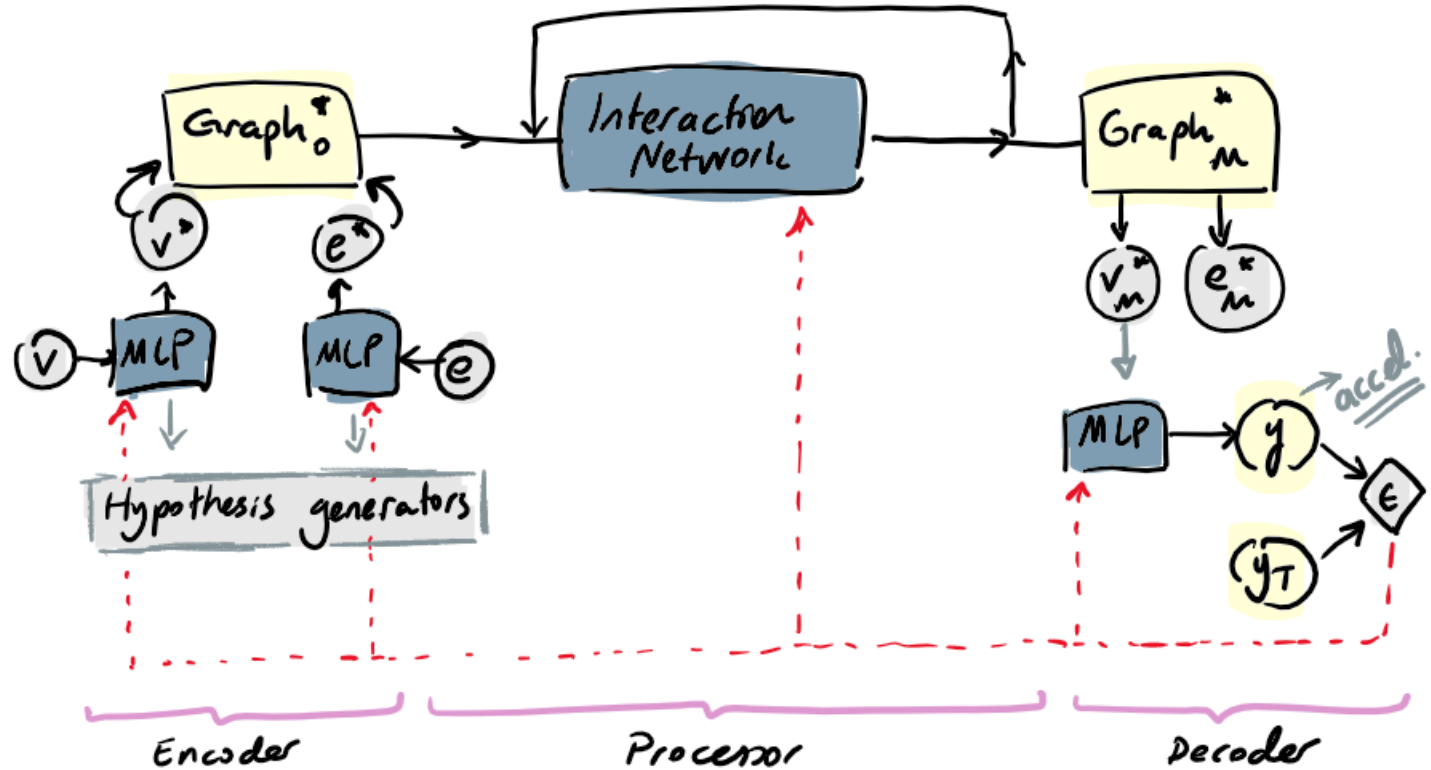 Graph*₀
Interaction
Network
Graph*M
v*
e*
v*M
e*M
v
MLP
MLP
e
accel.
MLP
y
Hypothesis generators
ϵ
yT
Encoder
Processor
Decoder